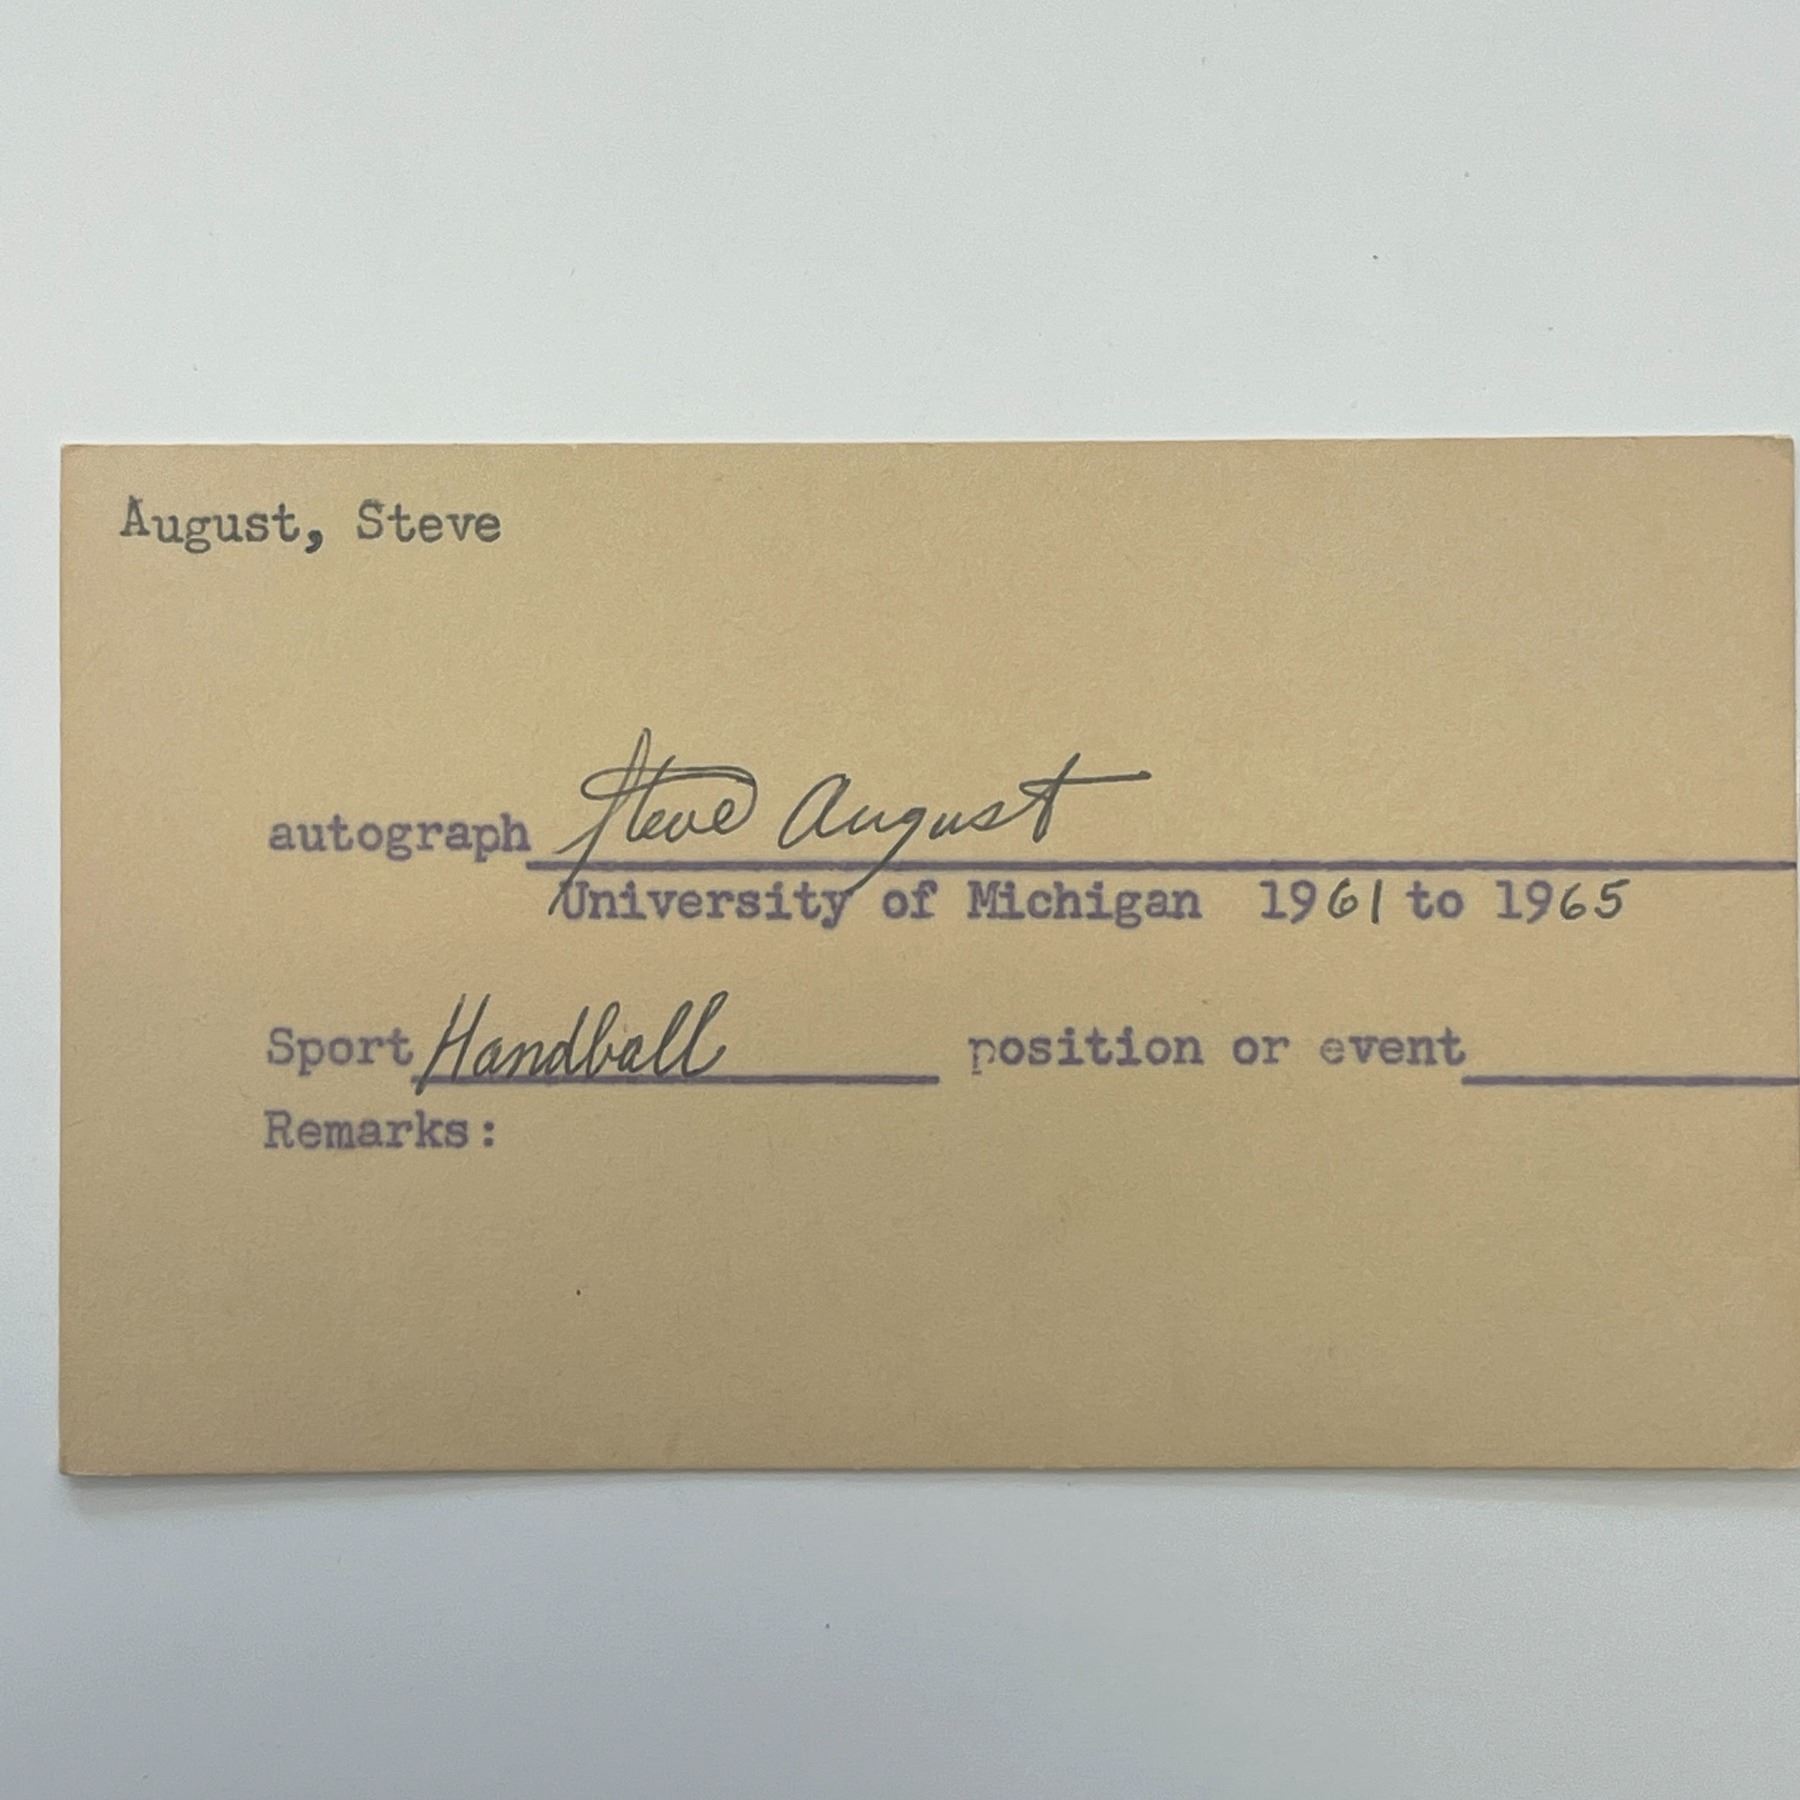 August, Steve
autograph Steve August
University of Michigan 1961 to 1965
Sport Handball position or event
Remarks: